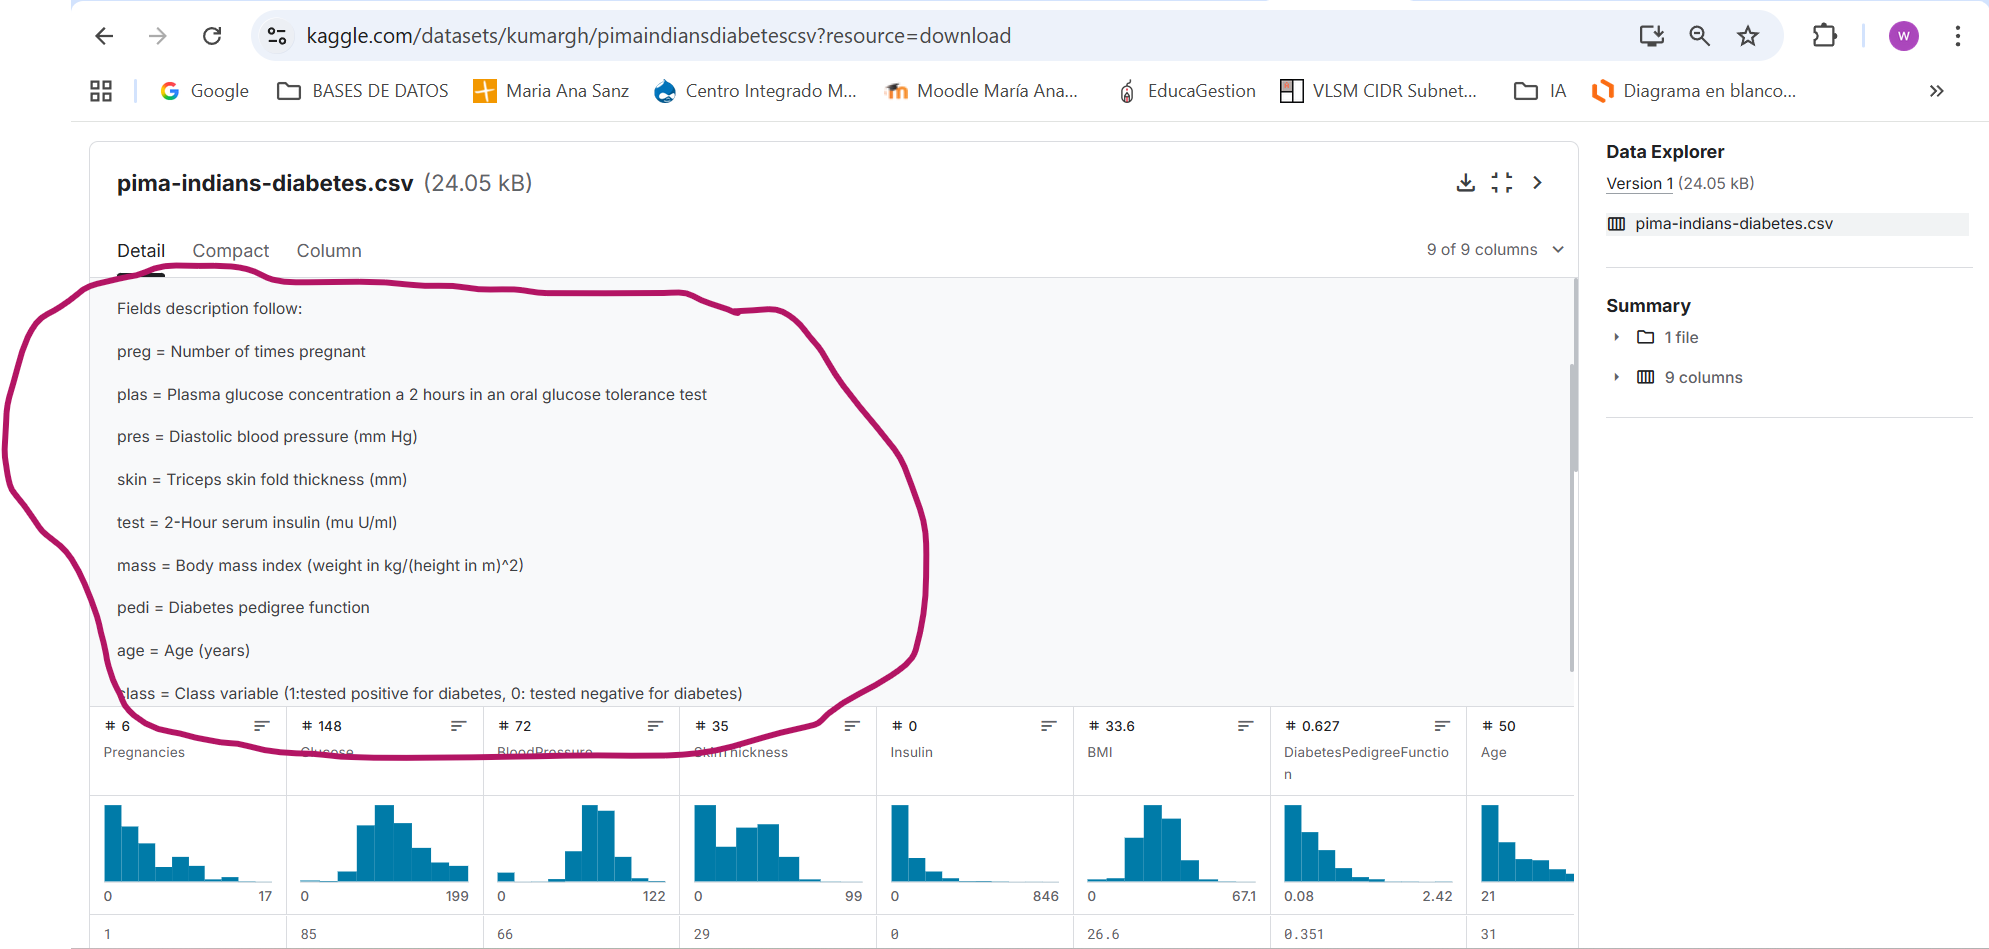 kaggle.com/datasets/kumargh/pimaindiansdiabetescsv?resource=download
W
Google BASES DE DATOS Maria Ana Sanz Centro Integrado M... Moodle María Ana... EducaGestion VLSM CIDR Subnet... IA Diagrama en blanco... »
pima-indians-diabetes.csv (24.05 kB)
Detail Compact Column
9 of 9 columns
Fields description follow:
preg = Number of times pregnant
plas = Plasma glucose concentration a 2 hours in an oral glucose tolerance test
pres = Diastolic blood pressure (mm Hg)
skin = Triceps skin fold thickness (mm)
test = 2-Hour serum insulin (mu U/ml)
mass = Body mass index (weight in kg/(height in m)^2)
pedi = Diabetes pedigree function
age = Age (years)
class = Class variable (1:tested positive for diabetes, 0: tested negative for diabetes)
# 6 # 148 # 72 # 35 # 0 # 33.6 # 0.627 # 50
Pregnancies Glucose BloodPressure SkinThickness Insulin BMI DiabetesPedigreeFunctio Age
n
0 17 0 199 0 122 0 99 0 846 0 67.1 0.08 2.42 21
1 85 66 29 0 26.6 0.351 31
Data Explorer
Version 1 (24.05 kB)
pima-indians-diabetes.csv
Summary
1 file
9 columns